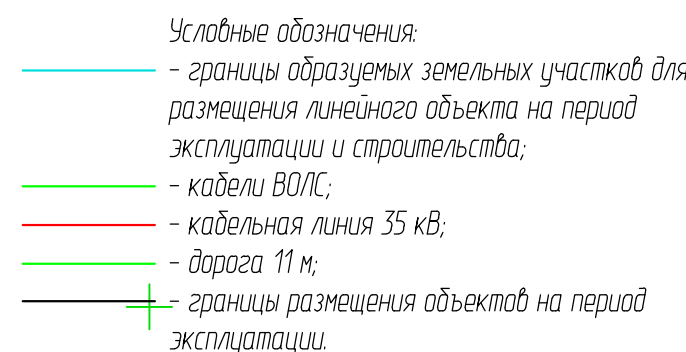 Условные обозначения:
- границы образуемых земельных участков для
размещения линейного объекта на период
эксплуатации и строительства;
- кабели ВОЛС;
- кабельная линия 35 кВ;
- дорога 11 м;
- границы размещения объектов на период
эксплуатации.